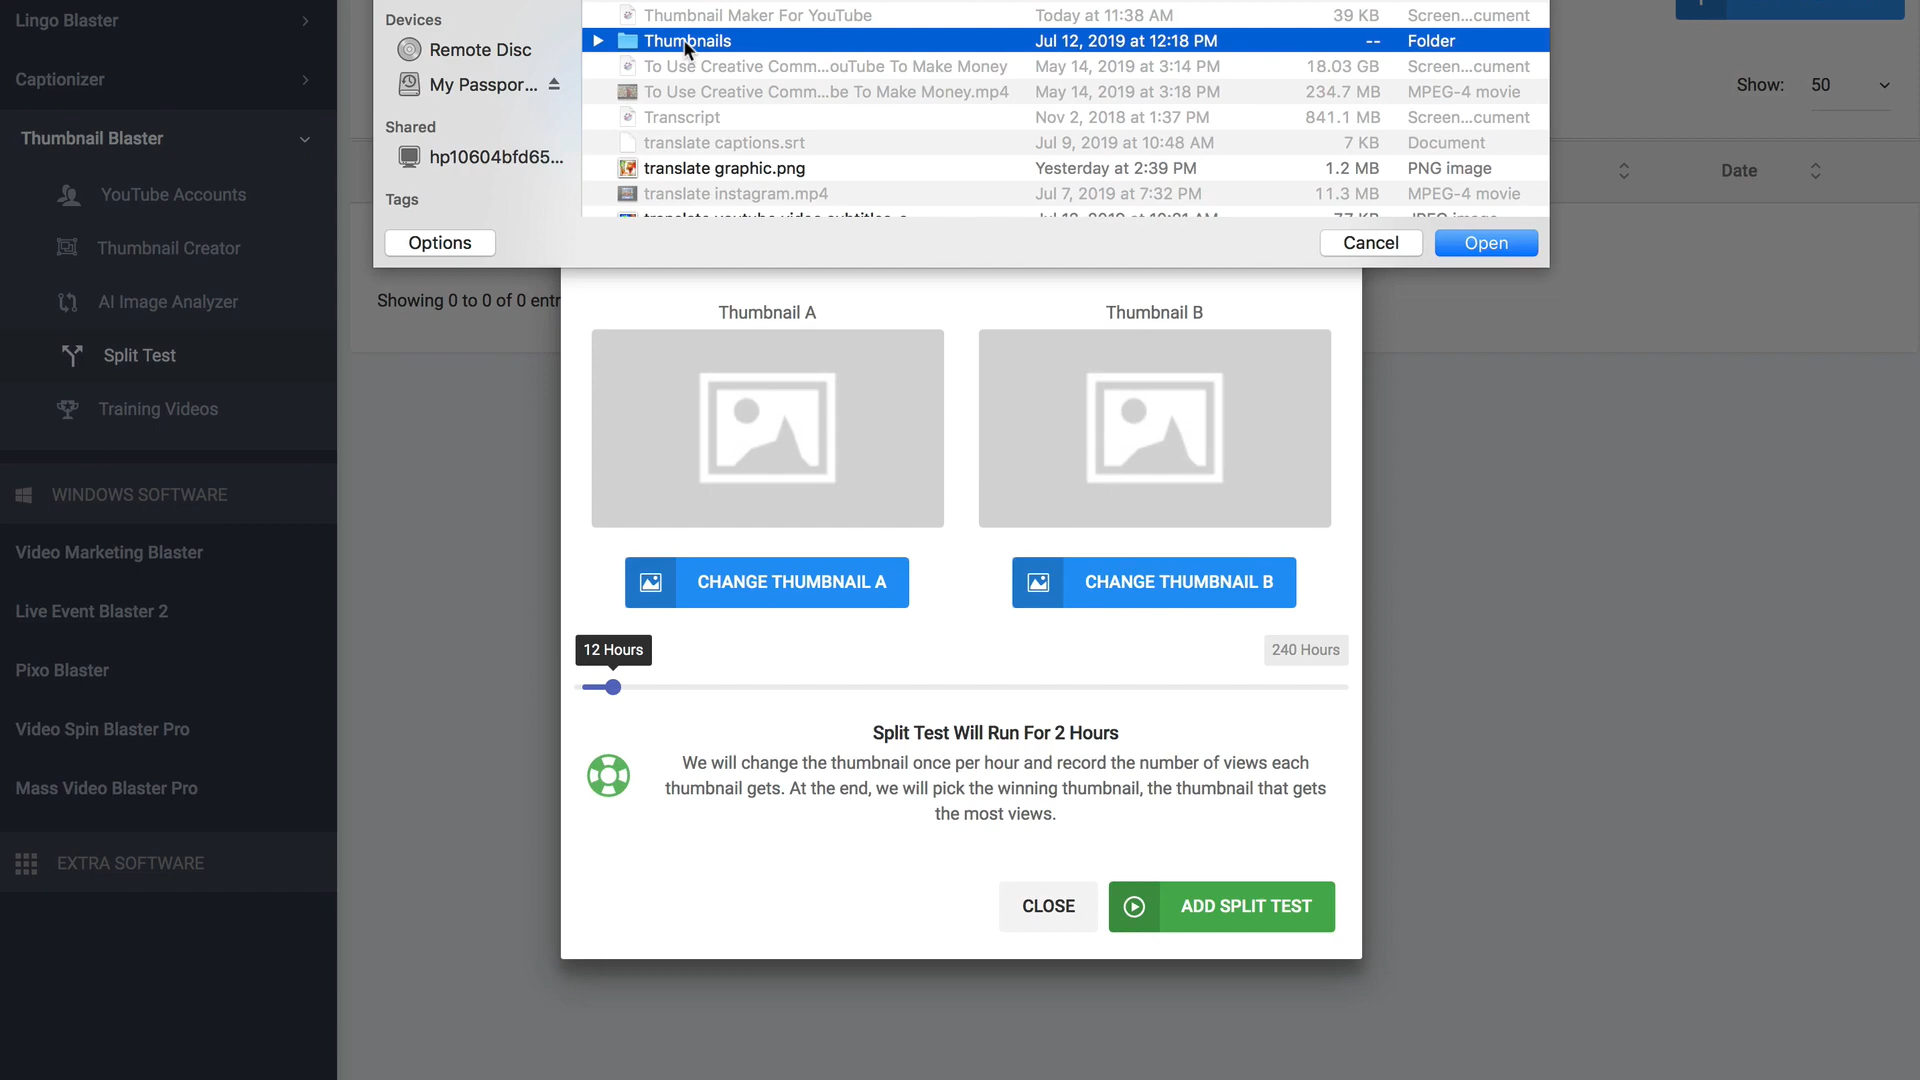 Lingo Blaster
Captionizer
Thumbnail Blaster
YouTube Accounts
Thumbnail Creator
AI Image Analyzer
Split Test
Training Videos
WINDOWS SOFTWARE
Video Marketing Blaster
Live Event Blaster 2
Pixo Blaster
Video Spin Blaster Pro
Mass Video Blaster Pro
EXTRA SOFTWARE
Devices
Remote Disc
My Passpor...
Shared
hp10604bfd65...
Tags
Thumbnail Maker For YouTube Today at 11:38 AM 39 KB Screen...cument
Thumbnails Jul 12, 2019 at 12:18 PM -- Folder
To Use Creative Comm...ouTube To Make Money May 14, 2019 at 3:14 PM 18.03 GB Screen...cument
To Use Creative Comm...be To Make Money.mp4 May 14, 2019 at 3:18 PM 234.7 MB MPEG-4 movie
Transcript Nov 2, 2018 at 1:37 PM 841.1 MB Screen...cument
translate captions.srt Jul 9, 2019 at 10:48 AM 7 KB Document
translate graphic.png Yesterday at 2:39 PM 1.2 MB PNG image
translate instagram.mp4 Jul 7, 2019 at 7:32 PM 11.3 MB MPEG-4 movie
Options Cancel Open
Show: 50
Date
Showing 0 to 0 of 0 entr
Thumbnail A Thumbnail B
CHANGE THUMBNAIL A CHANGE THUMBNAIL B
12 Hours 240 Hours
Split Test Will Run For 2 Hours
We will change the thumbnail once per hour and record the number of views each
thumbnail gets. At the end, we will pick the winning thumbnail, the thumbnail that gets
the most views.
CLOSE ADD SPLIT TEST